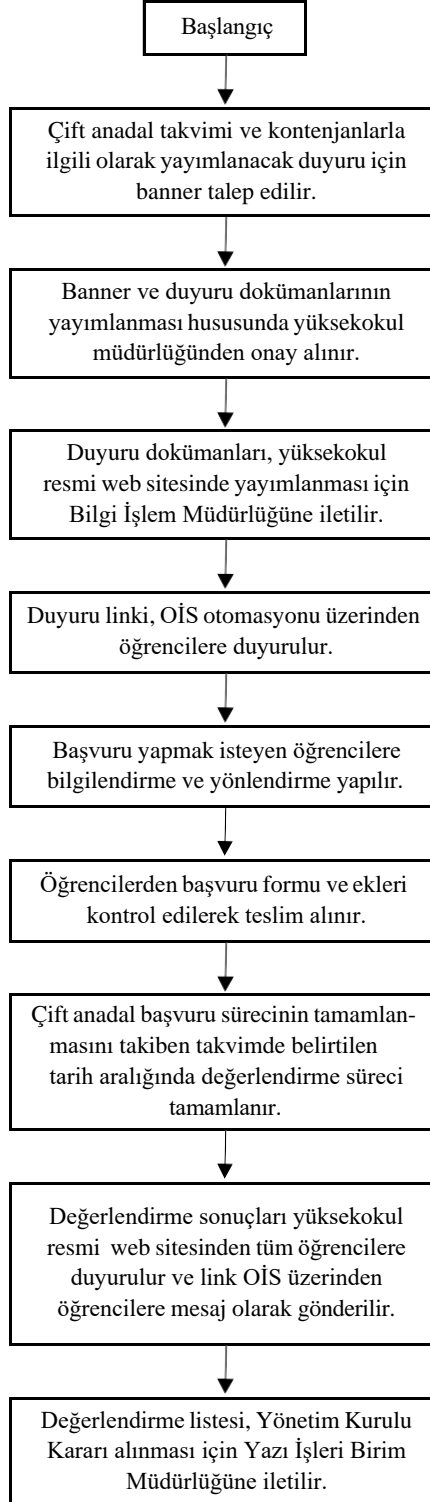 Başlangıç
Çift anadal takvimi ve kontenjanlarla
ilgili olarak yayımlanacak duyuru için
banner talep edilir.
Banner ve duyuru dokümanlarının
yayımlanması hususunda yüksekokul
müdürlüğünden onay alınır.
Duyuru dokümanları, yüksekokul
resmi web sitesinde yayımlanması için
Bilgi İşlem Müdürlüğüne iletilir.
Duyuru linki, OİS otomasyonu üzerinden
öğrencilere duyurulur.
Başvuru yapmak isteyen öğrencilere
bilgilendirme ve yönlendirme yapılır.
Öğrencilerden başvuru formu ve ekleri
kontrol edilerek teslim alınır.
Çift anadal başvuru sürecinin tamamlan-
masını takiben takvimde belirtilen
tarih aralığında değerlendirme süreci
tamamlanır.
Değerlendirme sonuçları yüksekokul
resmi web sitesinden tüm öğrencilere
duyurulur ve link OİS üzerinden
öğrencilere mesaj olarak gönderilir.
Değerlendirme listesi, Yönetim Kurulu
Kararı alınması için Yazı İşleri Birim
Müdürlüğüne iletilir.